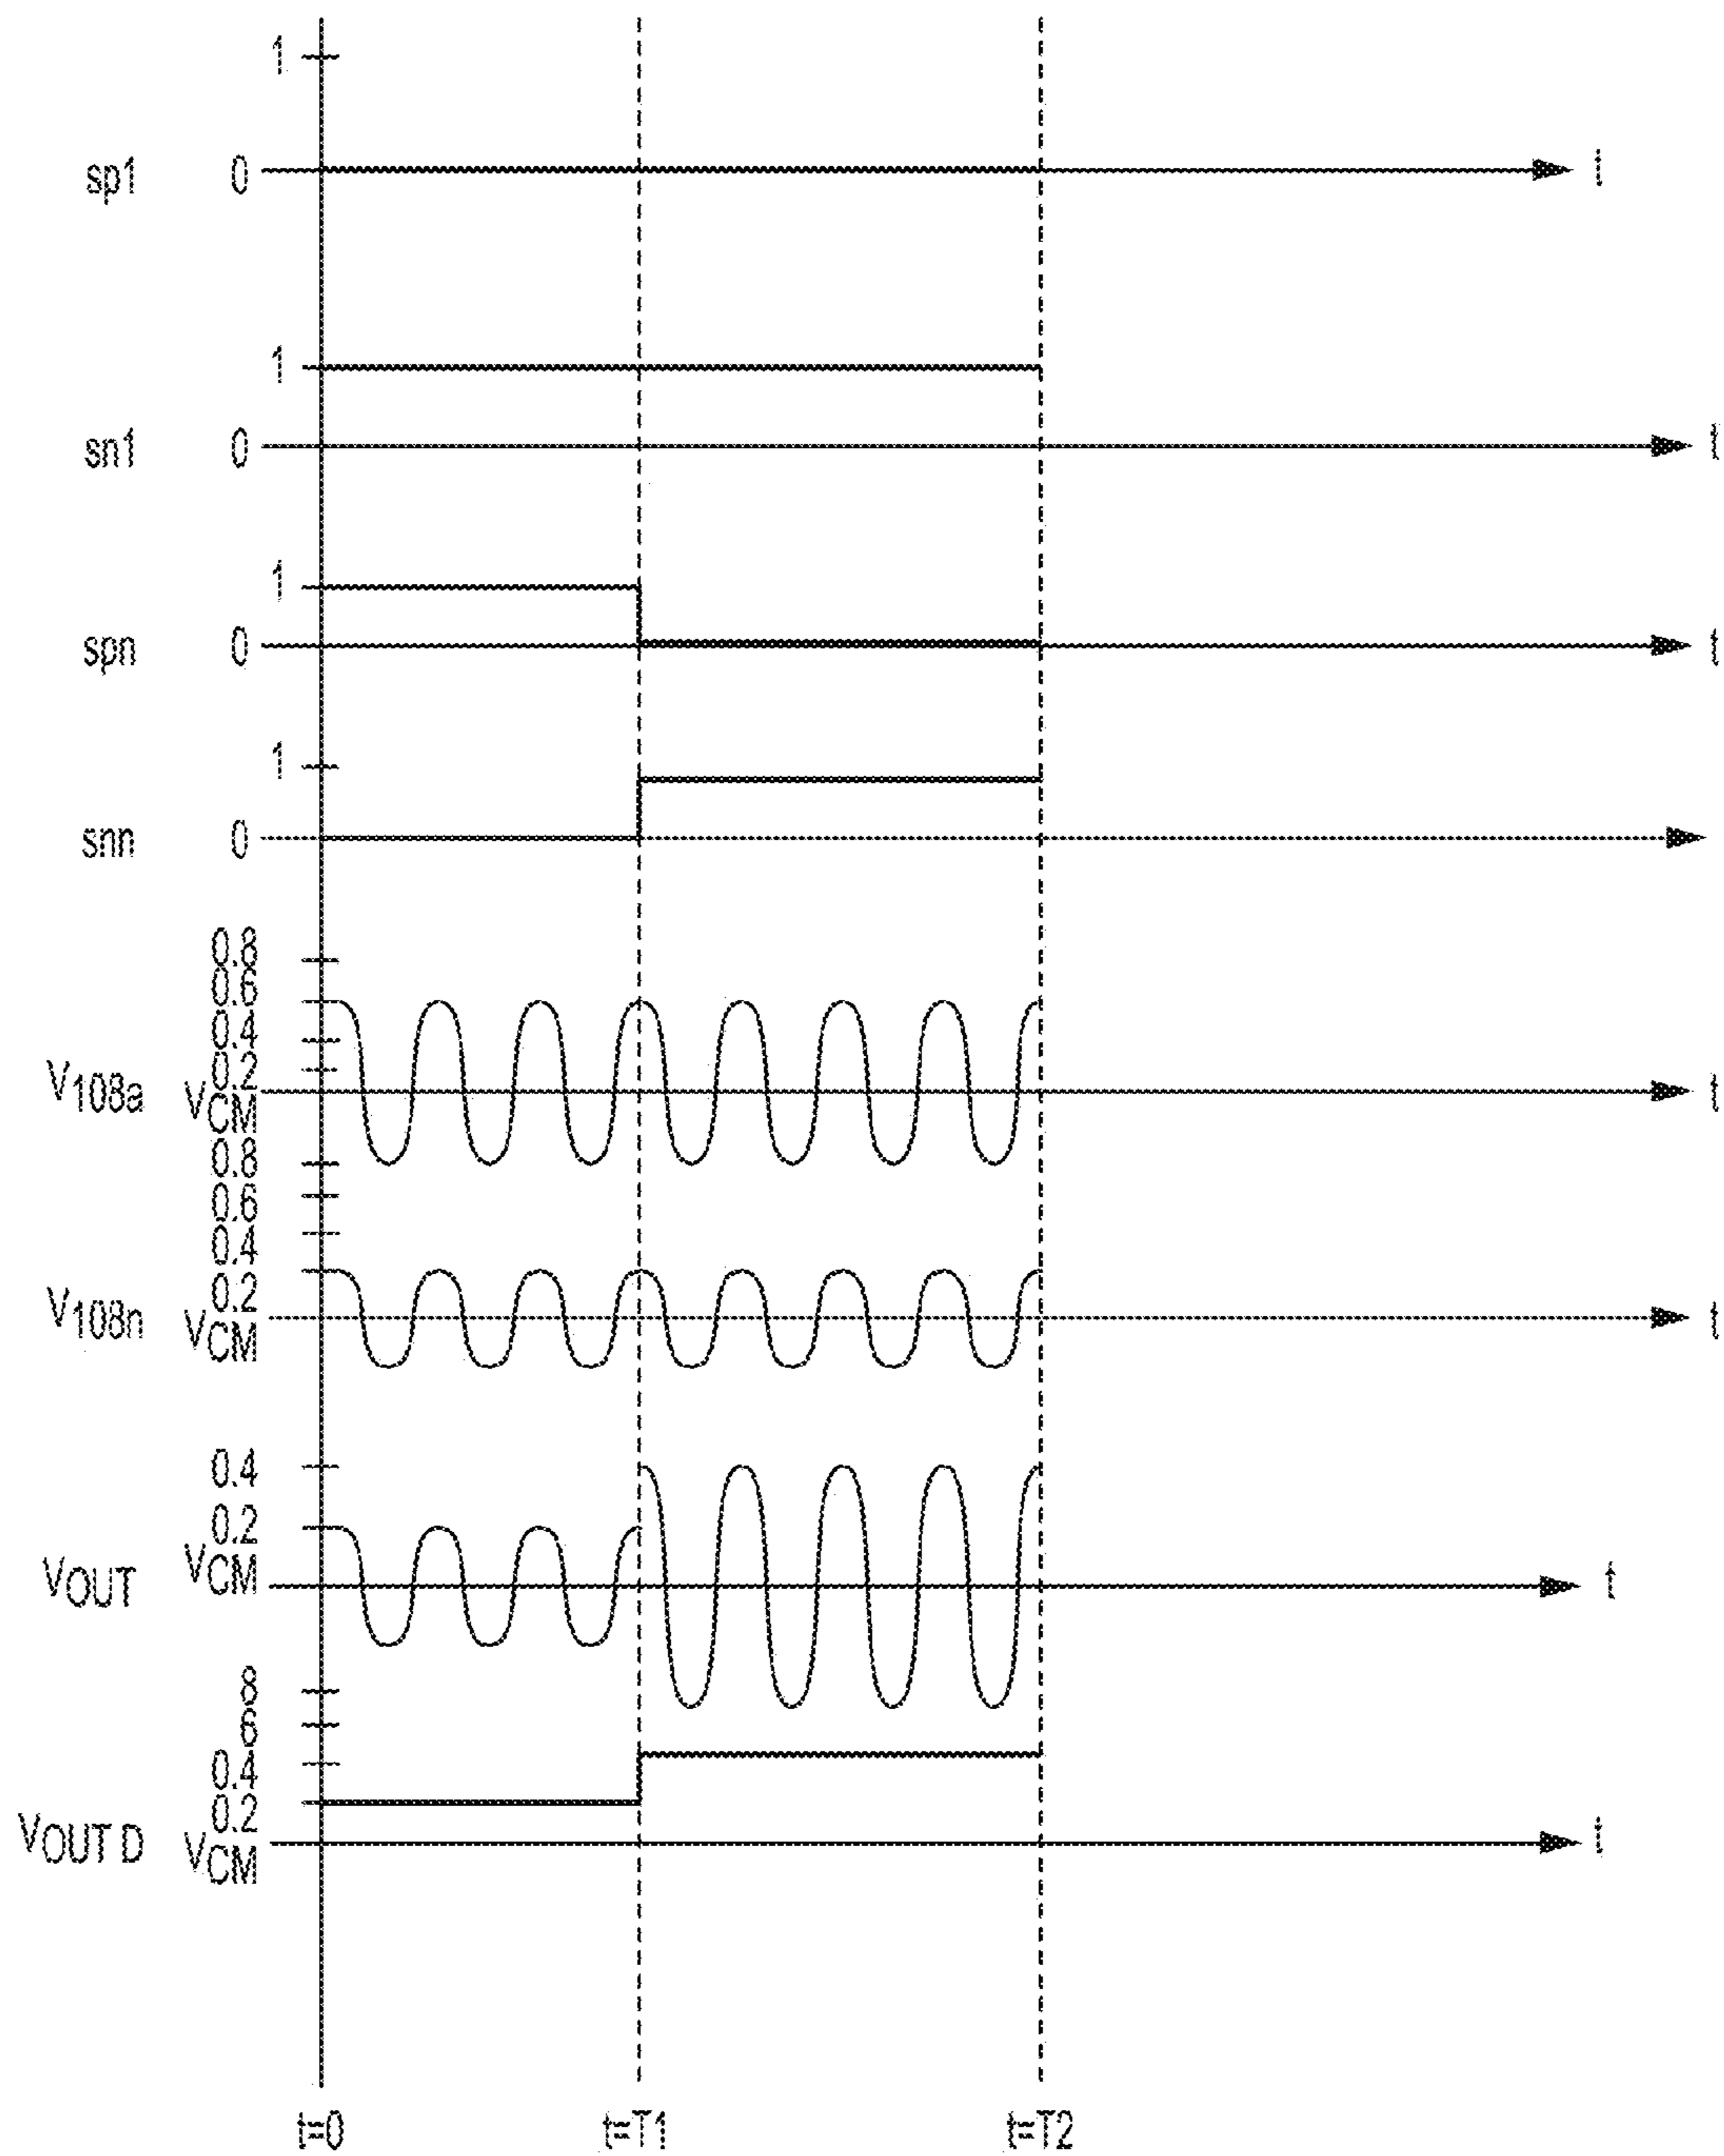 1
sp1 0 t
1
sn1 0 t
1
spn 0 t
1
snn 0
0.8
0.6
0.4
0.2
V108a VCM t
0.8
0.6
0.4
0.2
V108n VCM t
0.4
0.2
VOUT VCM t
8
6
0.4
0.2
VOUT D VCM t
t=0 t=T1 t=T2